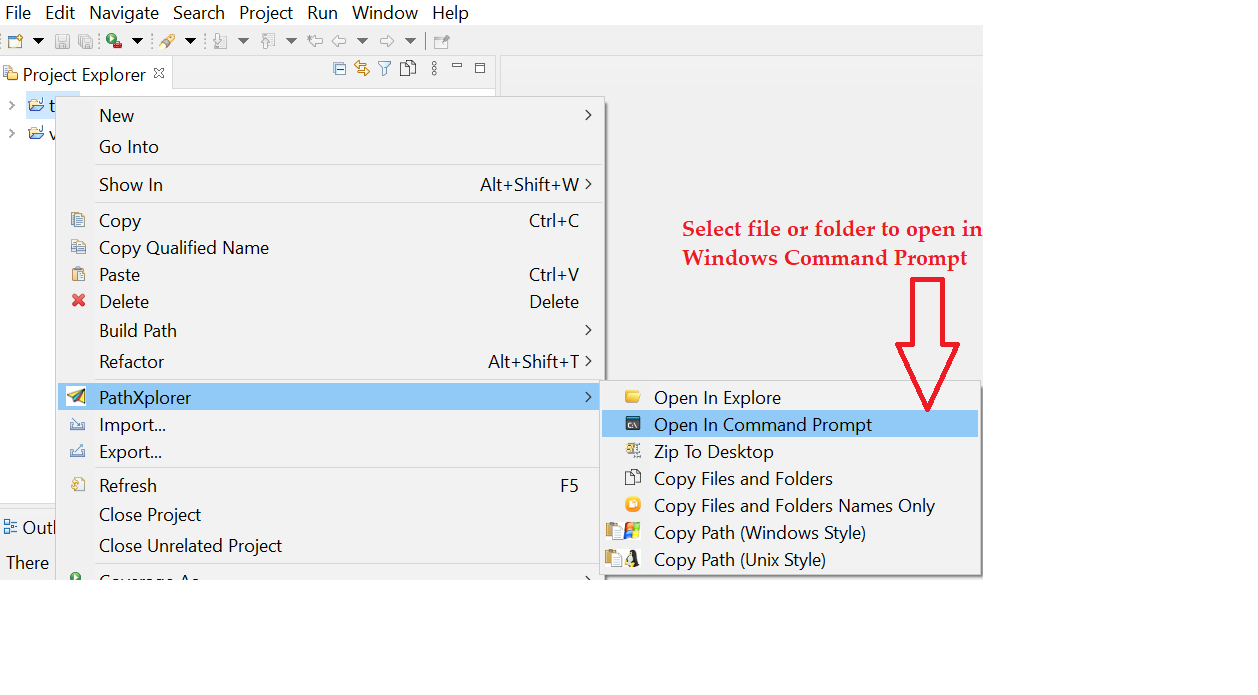 File Edit Navigate Search Project Run Window Help
Project Explorer
t
v
New
Go Into
Show In Alt+Shift+W
Copy Ctrl+C
Copy Qualified Name
Paste Ctrl+V
Delete Delete
Build Path
Refactor Alt+Shift+T
PathXplorer
Import...
Export...
Refresh F5
Close Project
Close Unrelated Project
Coverage As
Select file or folder to open in
Windows Command Prompt
Open In Explore
Open In Command Prompt
Zip To Desktop
Copy Files and Folders
Copy Files and Folders Names Only
Copy Path (Windows Style)
Copy Path (Unix Style)
Outl
There